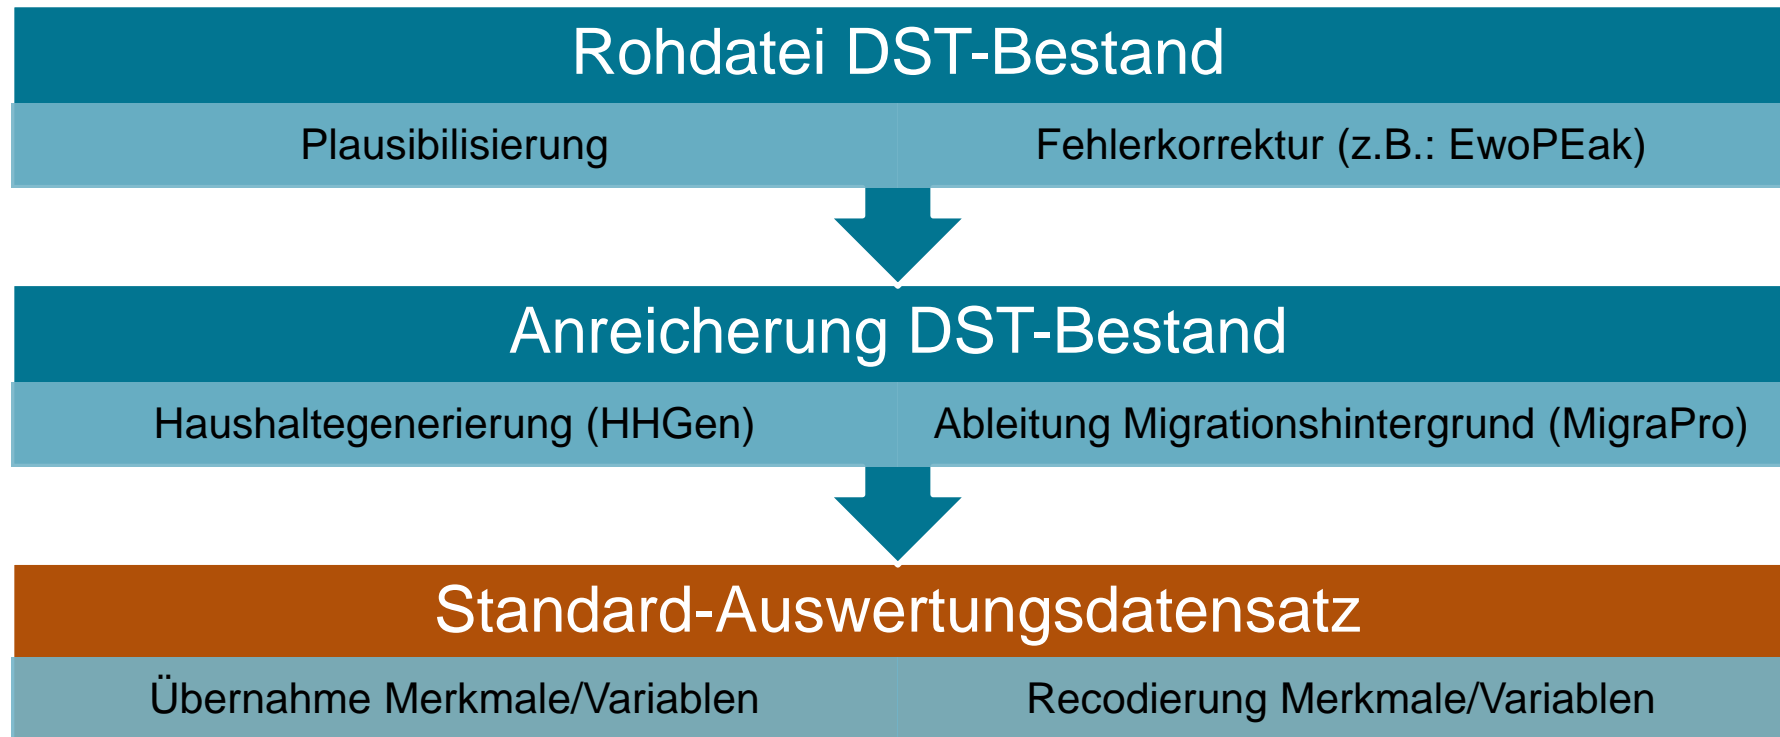 Rohdatei DST-Bestand
Plausibilisierung
Fehlerkorrektur (z.B.: EwoPEak)
Anreicherung DST-Bestand
Haushaltegenerierung (HHGen)
Ableitung Migrationshintergrund (MigraPro)
Standard-Auswertungsdatensatz
Übernahme Merkmale/Variablen
Recodierung Merkmale/Variablen